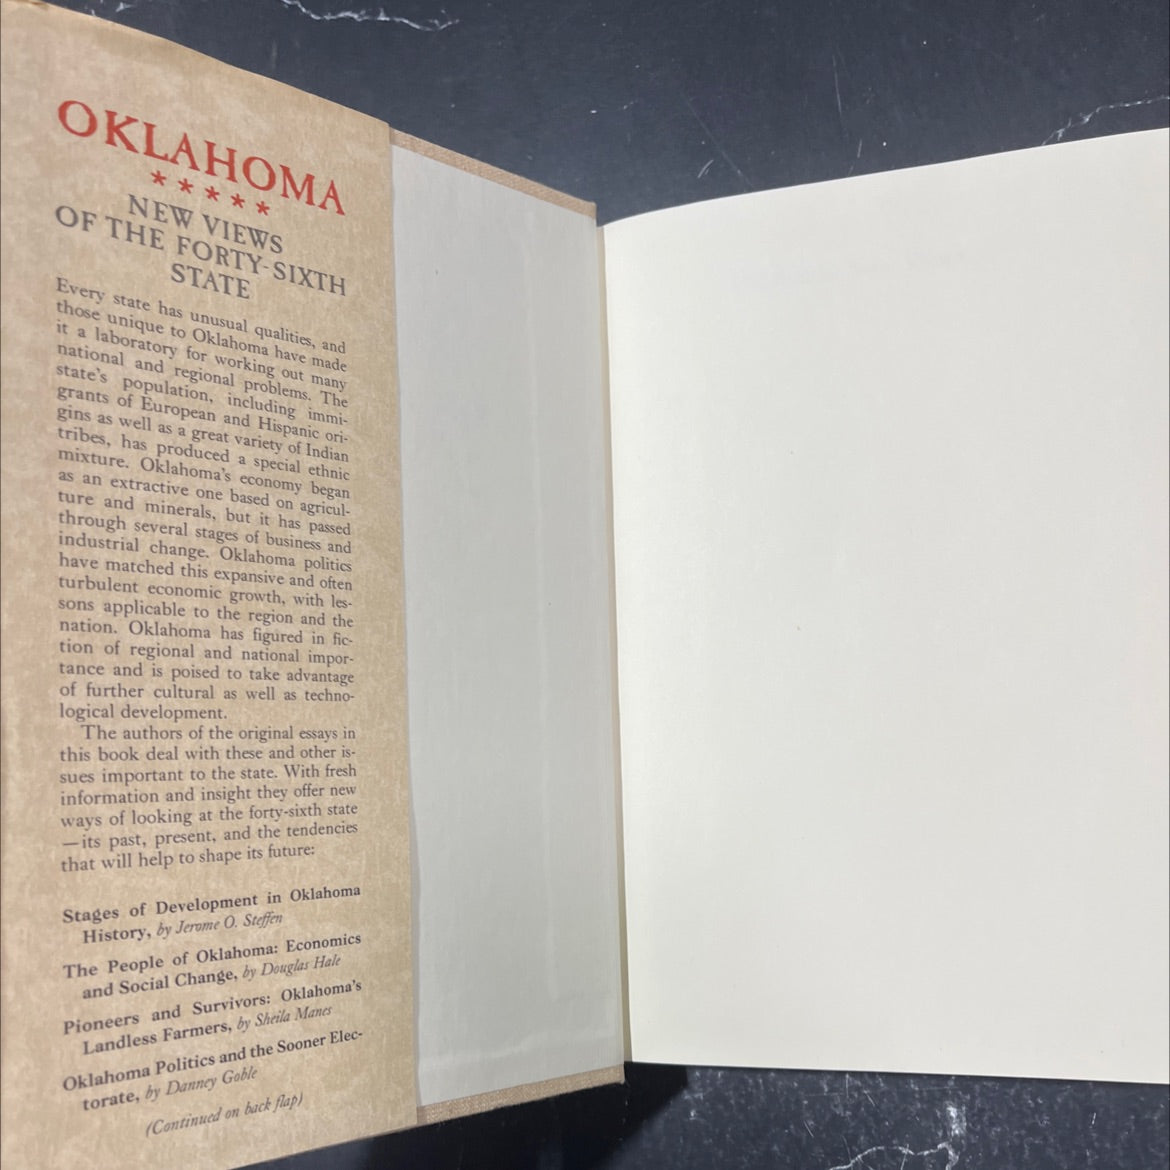 OKLAHOMA
★★★★★
NEW VIEWS
OF THE FORTY-SIXTH
STATE
Every state has unusual qualities, and
those unique to Oklahoma have made
it a laboratory for working out many
national and regional problems. The
state's population, including immi-
grants of European and Hispanic ori-
gins as well as a great variety of Indian
tribes, has produced a special ethnic
mixture. Oklahoma's economy began
as an extractive one based on agricul-
ture and minerals, but it has passed
through several stages of business and
industrial change. Oklahoma politics
have matched this expansive and often
turbulent economic growth, with les-
sons applicable to the region and the
nation. Oklahoma has figured in fic-
tion of regional and national impor-
tance and is poised to take advantage
of further cultural as well as techno-
logical development.
The authors of the original essays in
this book deal with these and other is-
sues important to the state. With fresh
information and insight they offer new
ways of looking at the forty-sixth state
—its past, present, and the tendencies
that will help to shape its future:
Stages of Development in Oklahoma
History, by Jerome O. Steffen
The People of Oklahoma: Economics
and Social Change, by Douglas Hale
Pioneers and Survivors: Oklahoma's
Landless Farmers, by Sheila Manes
Oklahoma Politics and the Sooner Elec-
torate, by Danney Goble
(Continued on back flap)